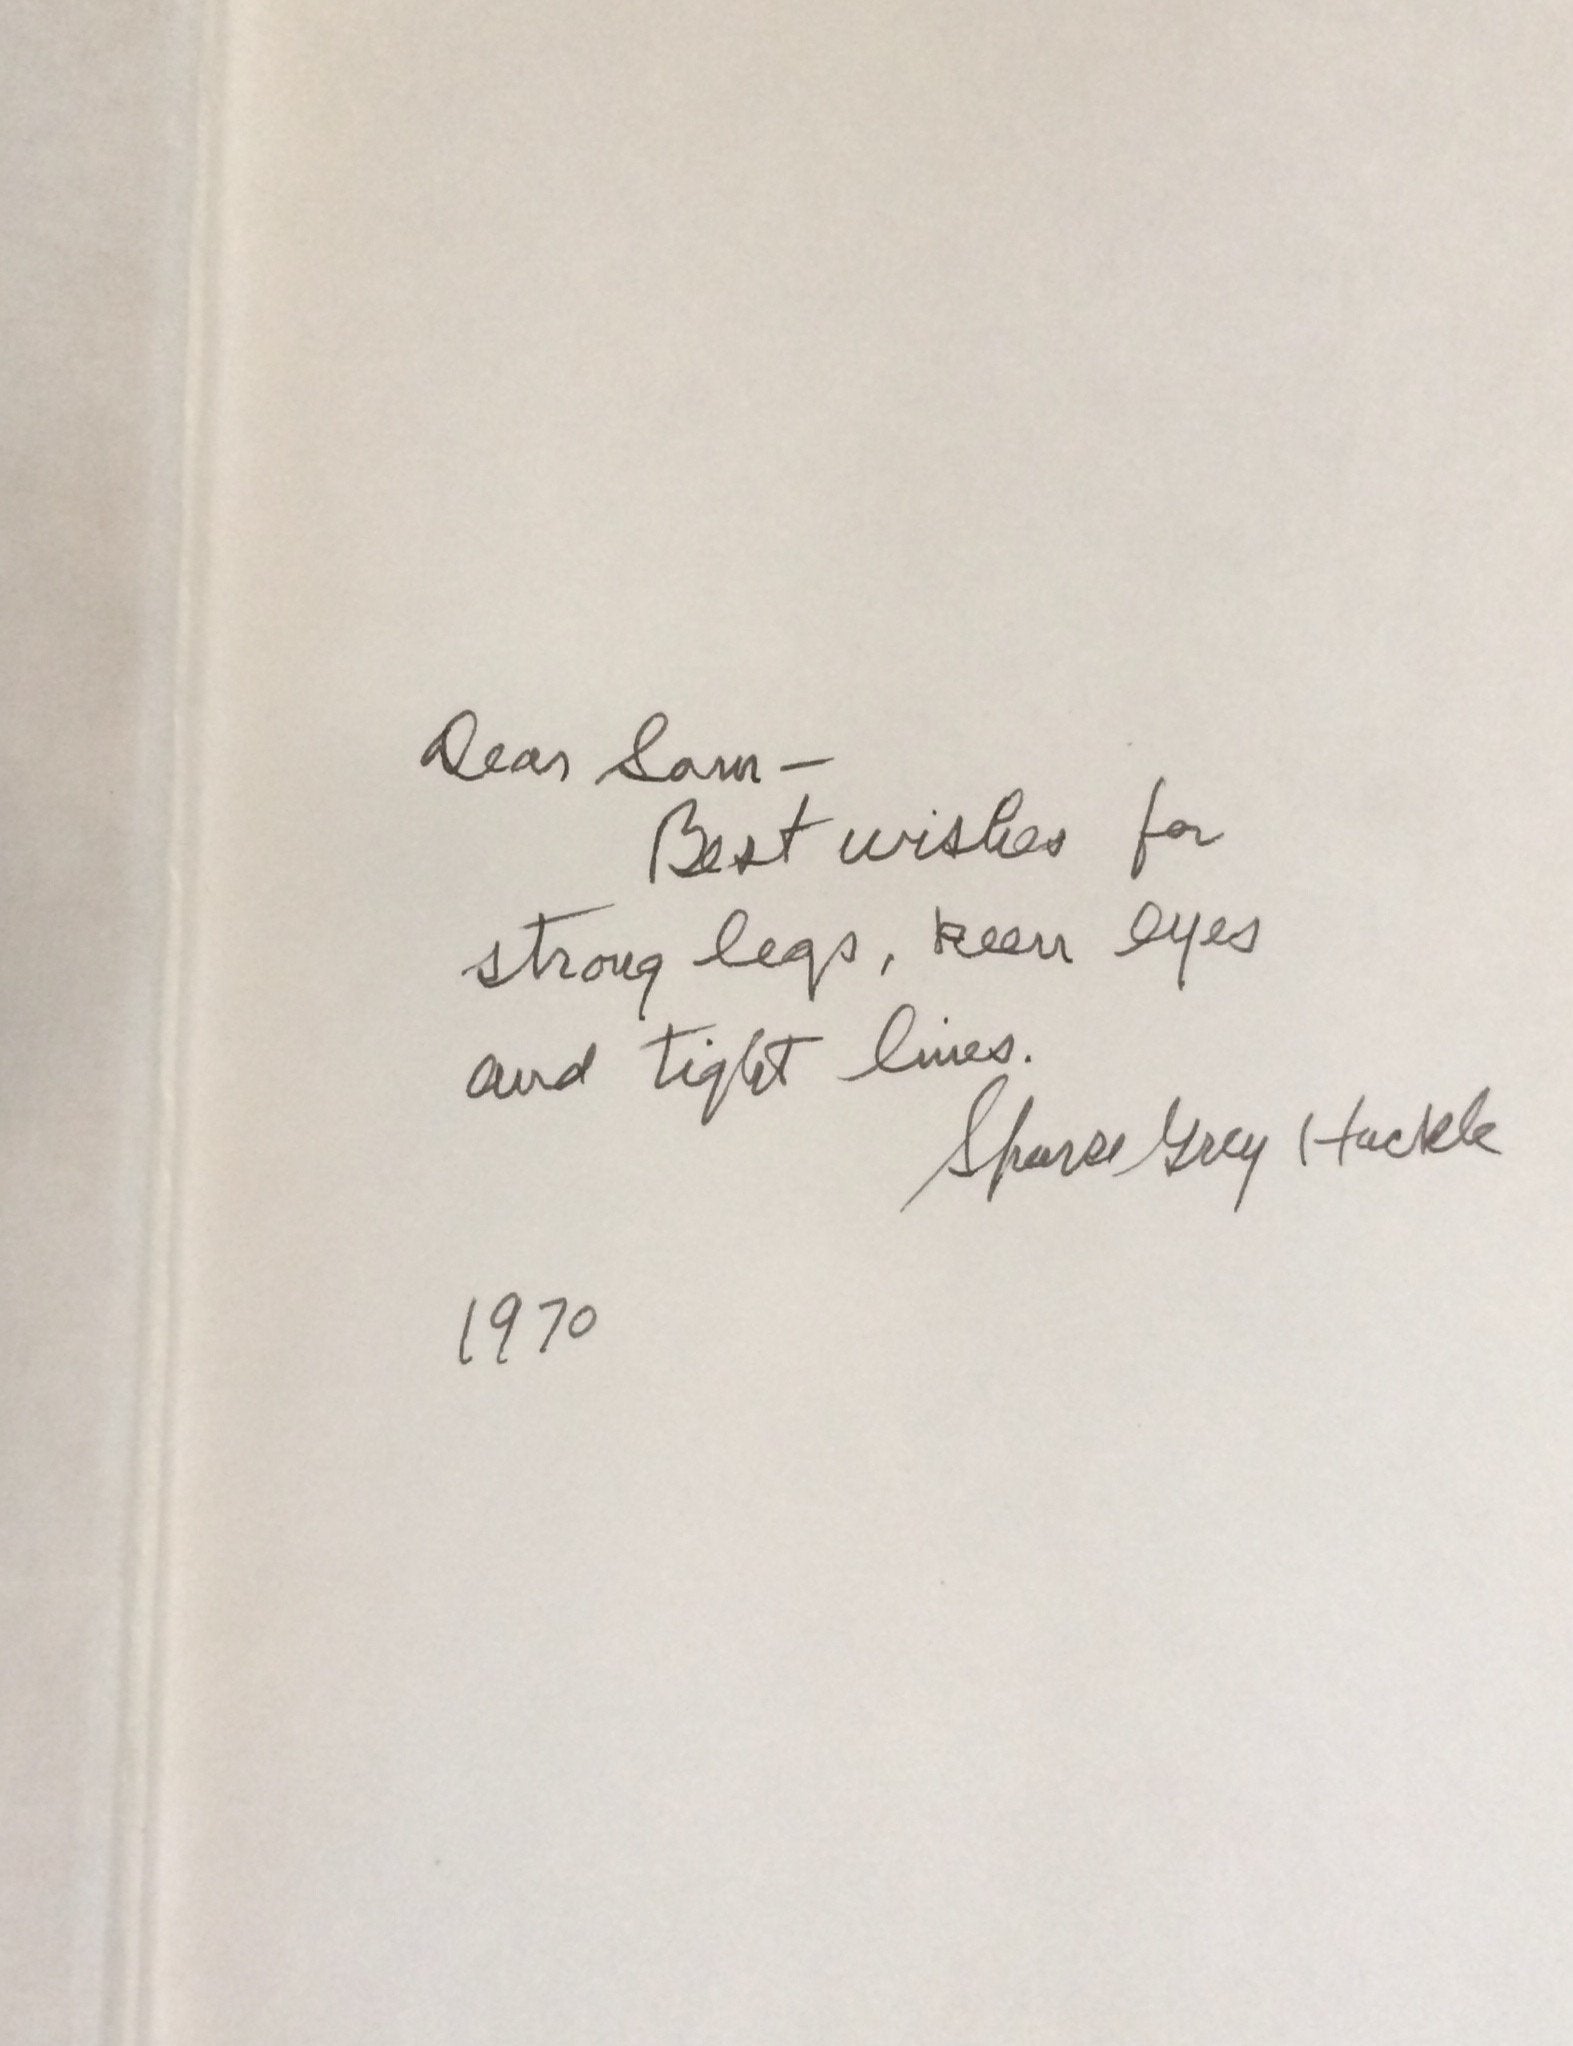 Dear Sam —
Best wishes for
strong legs, keen eyes
and tight lines.
Sparse Grey Hackle
1970